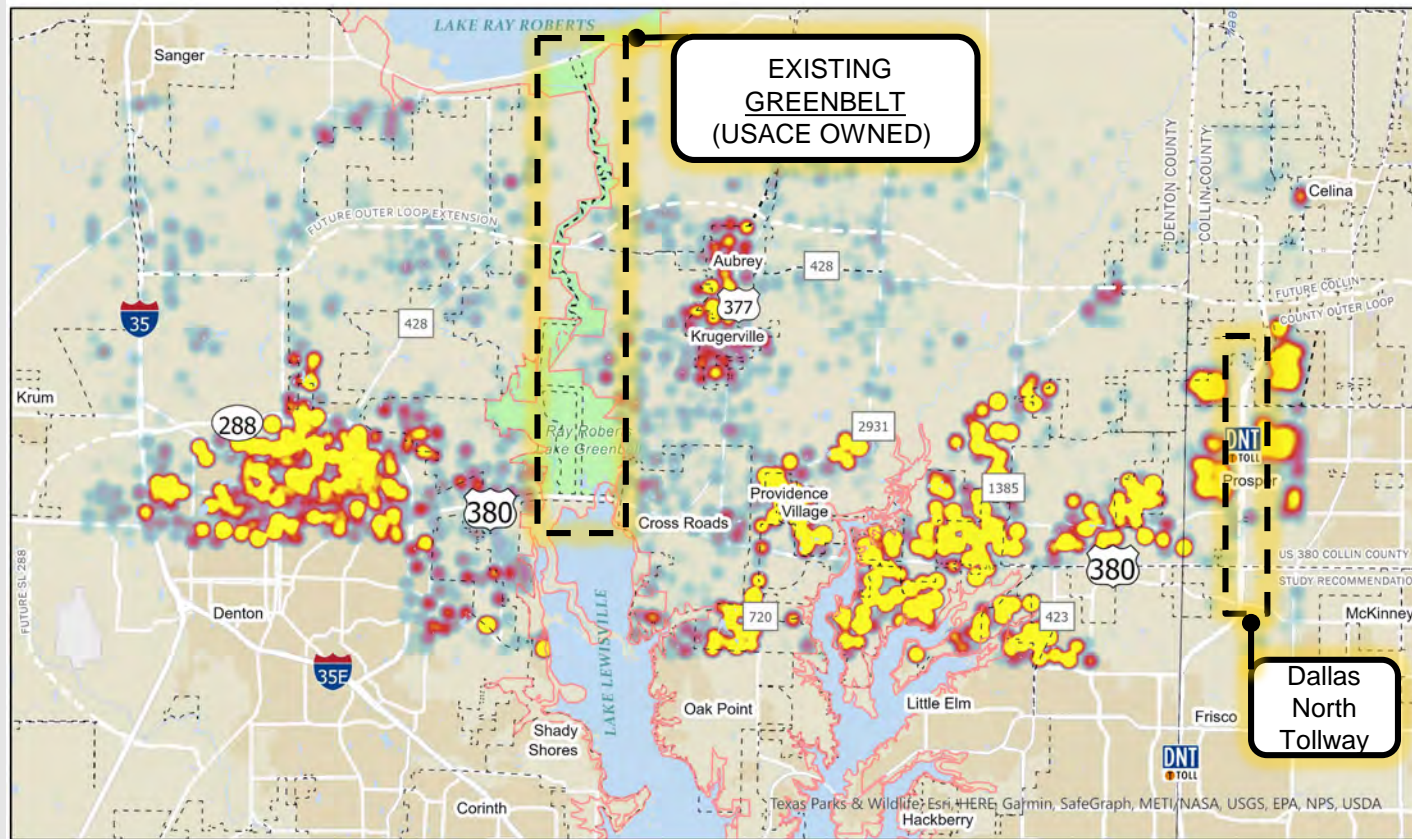 LAKE RAY ROBERTS
Sanger
EXISTING
GREENBELT
(USACE OWNED)
DENTON COUNTY
COLLIN COUNTY
Celina
FUTURE OUTER LOOP EXTENSION
Aubrey
428
377
35
428
Krugerville
FUTURE COLLIN
COUNTY OUTER LOOP
Krum
288
2931
DNT
TOLL
Prosper
Ray Roberts
Lake Greenbelt
380
Providence
Village
1385
Cross Roads
380
US 380 COLLIN COUNTY
STUDY RECOMMENDATIO
FUTURE SL 288
Denton
720
423
McKinney
35E
LAKE LEWISVILLE
Oak Point
Little Elm
Frisco
Dallas
North
Tollway
Shady
Shores
DNT
TOLL
Corinth
Texas Parks & Wildlife, Esri, HERE, Garmin, SafeGraph, METI/NASA, USGS, EPA, NPS, USDA
Hackberry